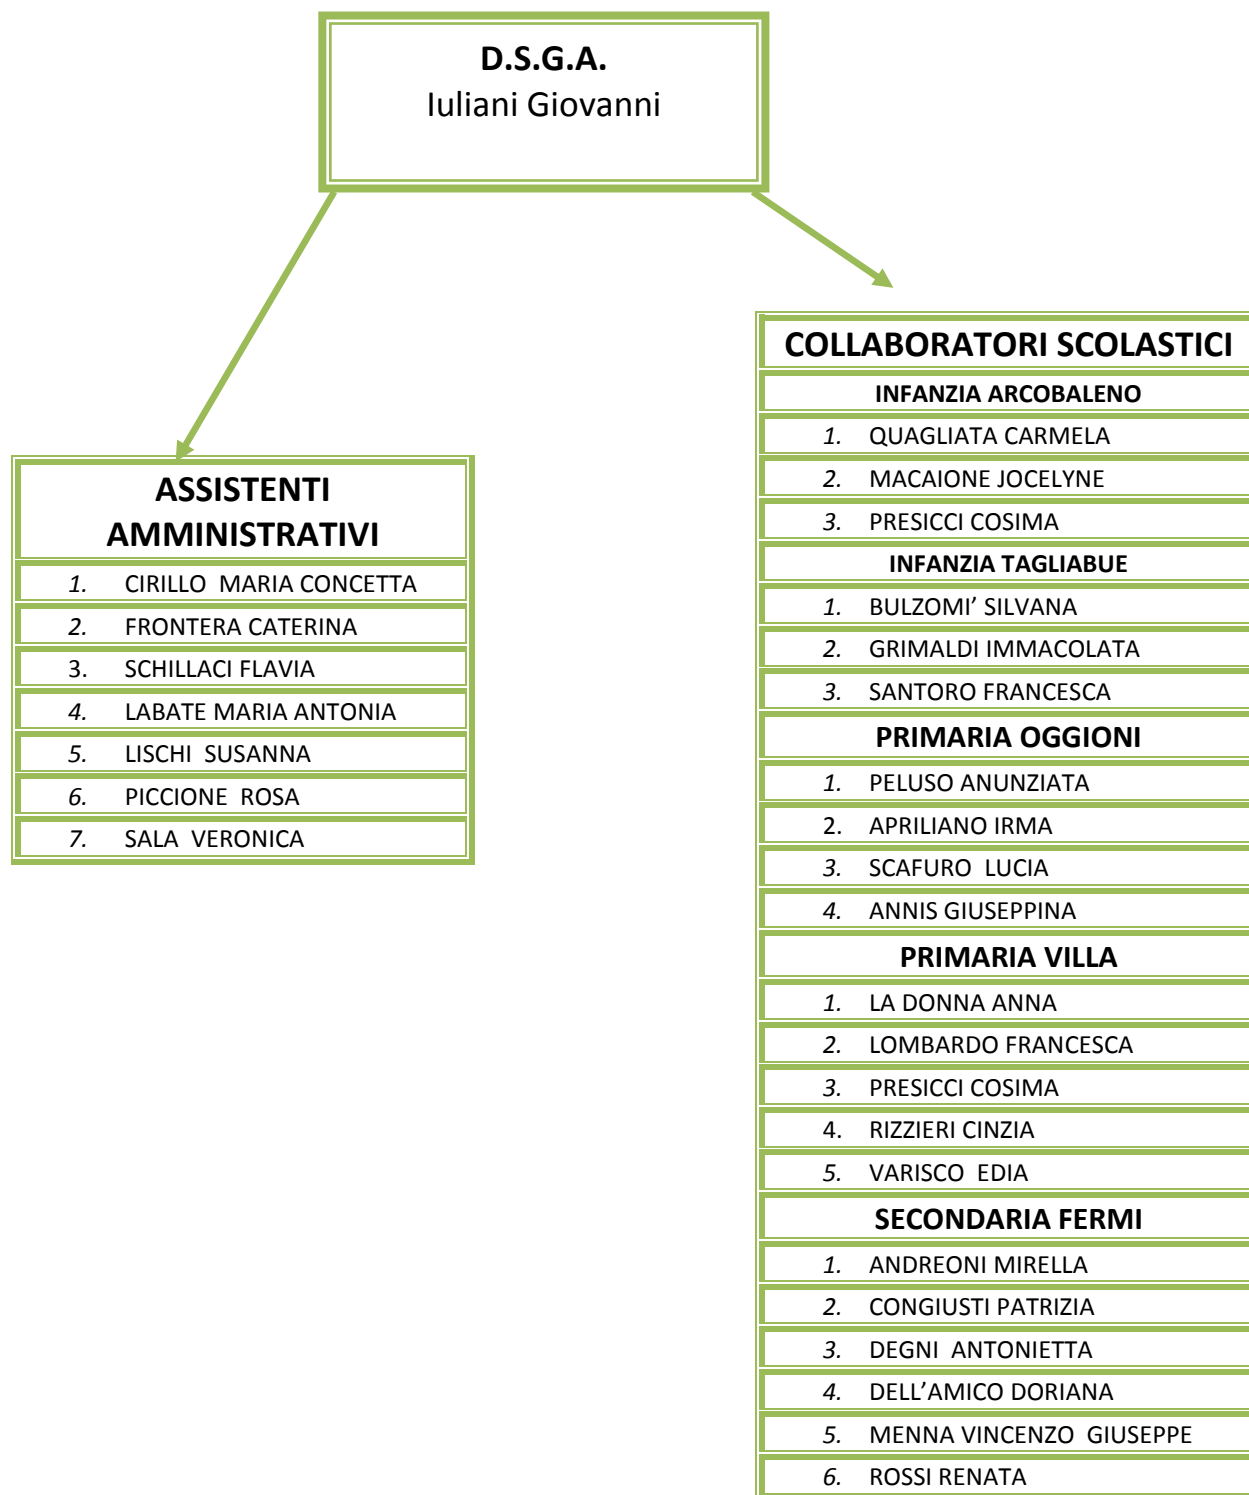 D.S.G.A.
Iuliani Giovanni
ASSISTENTI
AMMINISTRATIVI
1. CIRILLO MARIA CONCETTA
2. FRONTERA CATERINA
3. SCHILLACI FLAVIA
4. LABATE MARIA ANTONIA
5. LISCHI SUSANNA
6. PICCIONE ROSA
7. SALA VERONICA
COLLABORATORI SCOLASTICI
INFANZIA ARCOBALENO
1. QUAGLIATA CARMELA
2. MACAIONE JOCELYNE
3. PRESICCI COSIMA
INFANZIA TAGLIABUE
1. BULZOMI’ SILVANA
2. GRIMALDI IMMACOLATA
3. SANTORO FRANCESCA
PRIMARIA OGGIONI
1. PELUSO ANUNZIATA
2. APRILIANO IRMA
3. SCAFURO LUCIA
4. ANNIS GIUSEPPINA
PRIMARIA VILLA
1. LA DONNA ANNA
2. LOMBARDO FRANCESCA
3. PRESICCI COSIMA
4. RIZZIERI CINZIA
5. VARISCO EDIA
SECONDARIA FERMI
1. ANDREONI MIRELLA
2. CONGIUSTI PATRIZIA
3. DEGNI ANTONIETTA
4. DELL’AMICO DORIANA
5. MENNA VINCENZO GIUSEPPE
6. ROSSI RENATA